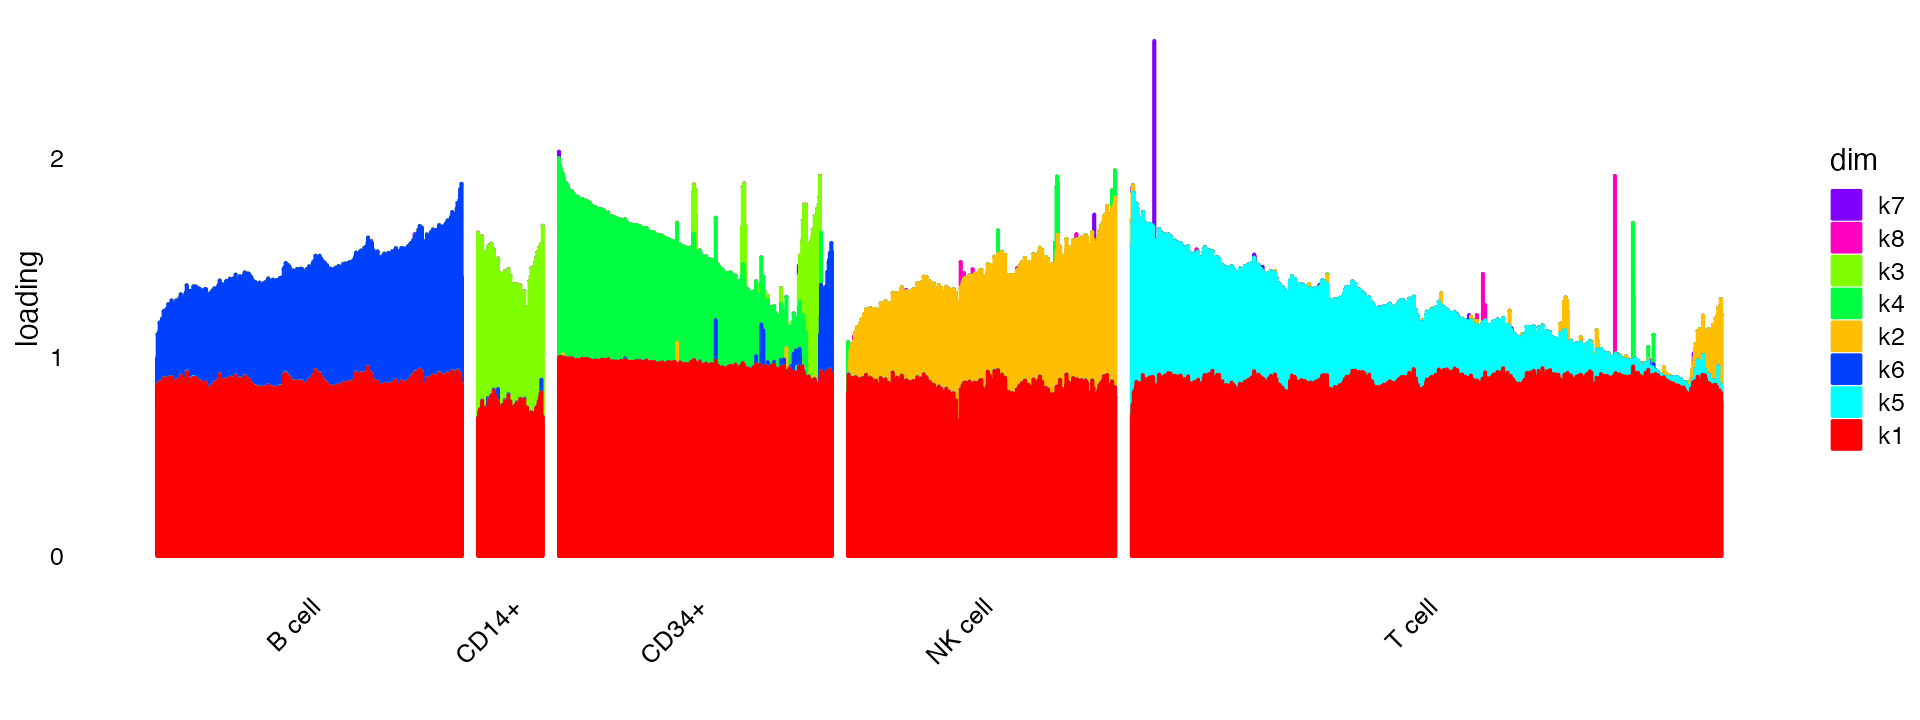 loading
2
1
0
B cell
CD14+
CD34+
NK cell
T cell
dim
k7
k8
k3
k4
k2
k6
k5
k1